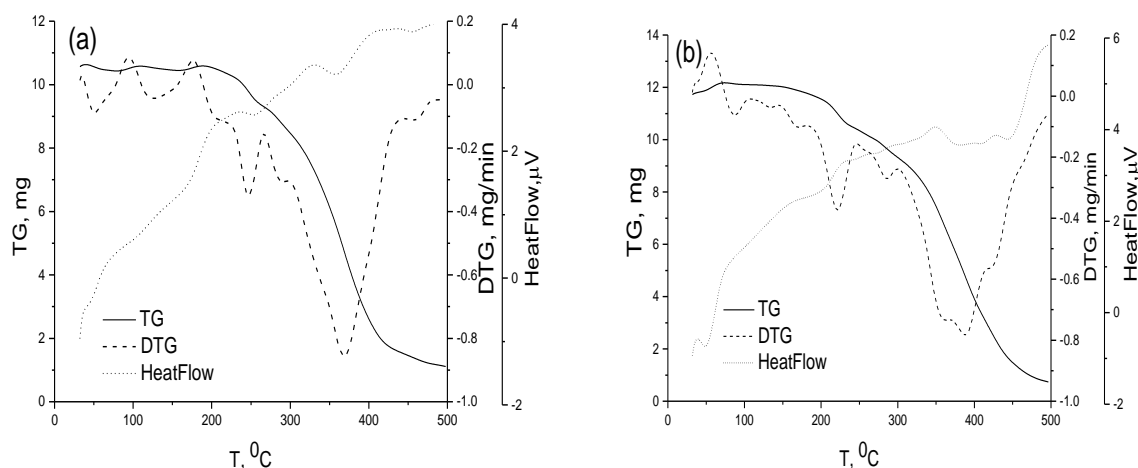 (a)
12
10
8
6
4
2
0
TG, mg
0 100 200 300 400 500
T, ⁰C
0.2
0.0
-0.2
-0.4
-0.6
-0.8
-1.0
DTG, mg/min
4
2
0
-2
HeatFlow,µV
TG
DTG
HeatFlow
(b)
14
12
10
8
6
4
2
0
TG, mg
0 100 200 300 400 500
T, ⁰C
0.2
0.0
-0.2
-0.4
-0.6
-0.8
-1.0
DTG, mg/min
6
4
2
0
-2
HeatFlow,µV
TG
DTG
HeatFlow